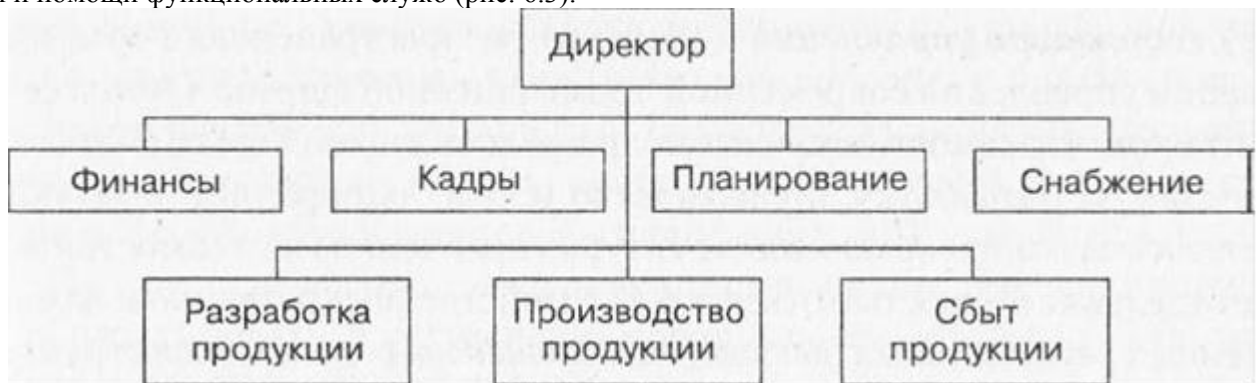 и помощи функциональных служб (рис. 6.3).
Директор
Финансы
Кадры
Планирование
Снабжение
Разработка
продукции
Производство
продукции
Сбыт
продукции